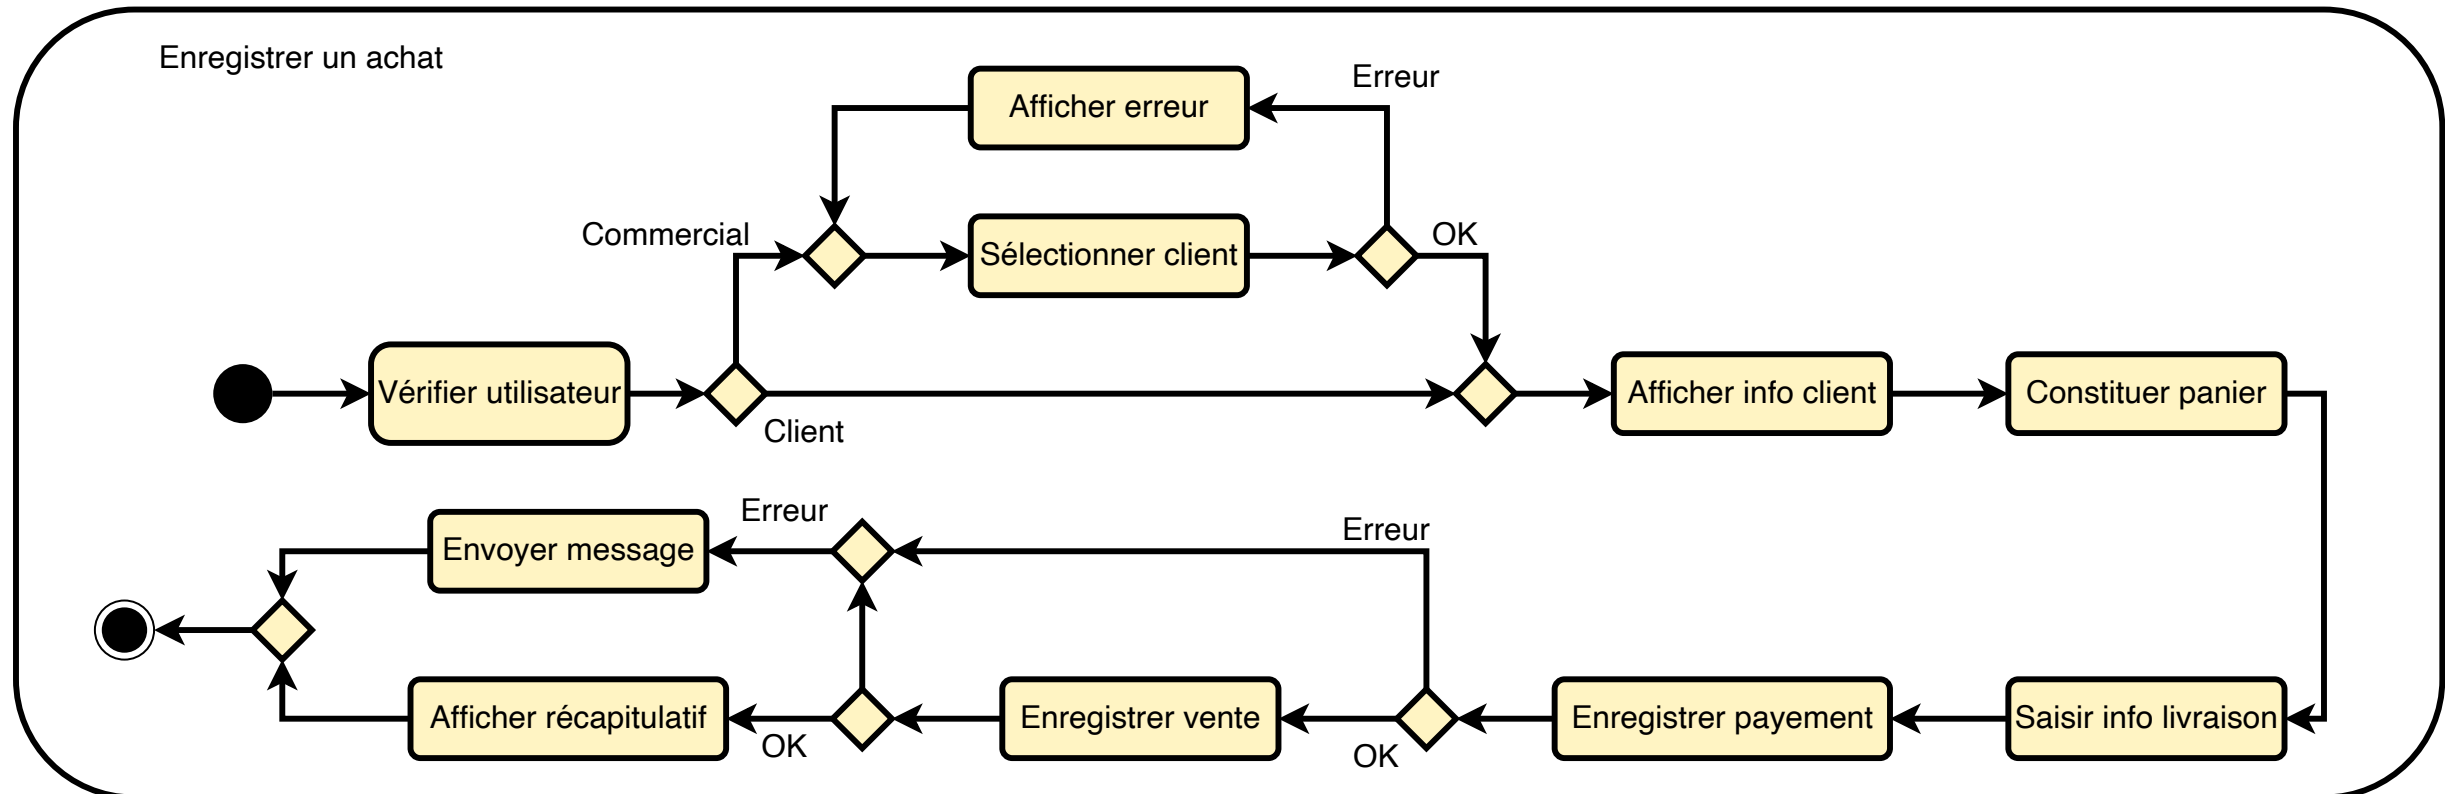 Enregistrer un achat
Erreur
Afficher erreur
Commercial
Sélectionner client
OK
Vérifier utilisateur
Client
Afficher info client
Constituer panier
Erreur
Erreur
Envoyer message
Afficher récapitulatif
OK
Enregistrer vente
OK
Enregistrer payement
Saisir info livraison